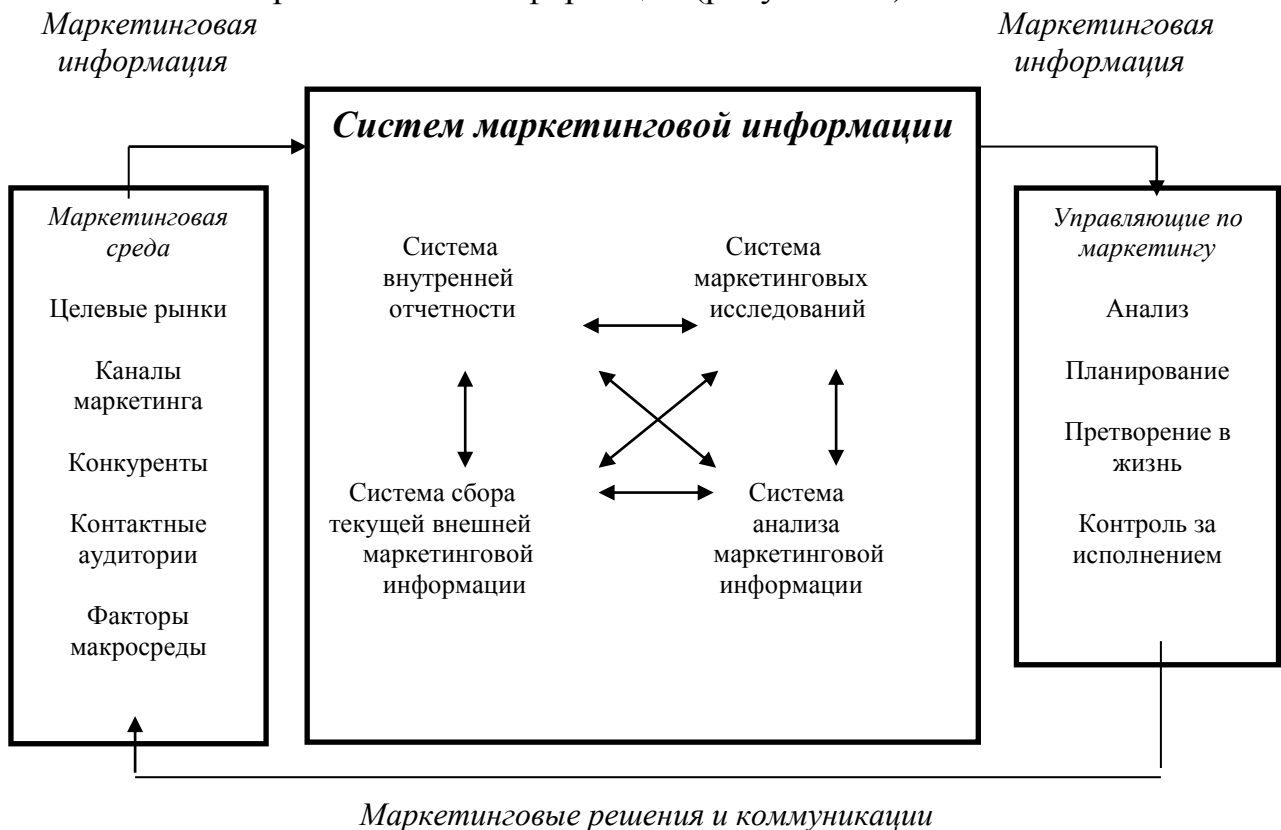 Маркетинговая
информация
Маркетинговая
информация
Систем маркетинговой информации
Маркетинговая
среда
Целевые рынки
Каналы
маркетинга
Конкуренты
Контактные
аудитории
Факторы
макросреды
Система
внутренней
отчетности
Система
маркетинговых
исследований
Система сбора
текущей внешней
маркетинговой
информации
Система
анализа
маркетинговой
информации
Управляющие по
маркетингу
Анализ
Планирование
Претворение в
жизнь
Контроль за
исполнением
Маркетинговые решения и коммуникации